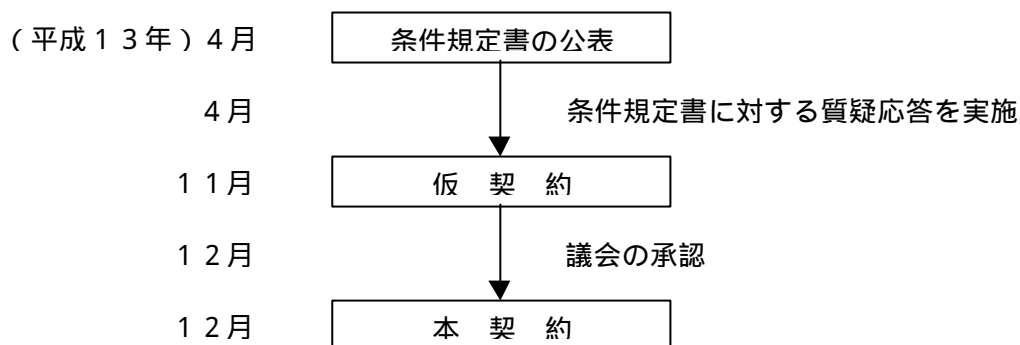 （平成１３年）４月 条件規定書の公表
４月 条件規定書に対する質疑応答を実施
１１月 仮 契 約
１２月 議会の承認
１２月 本 契 約